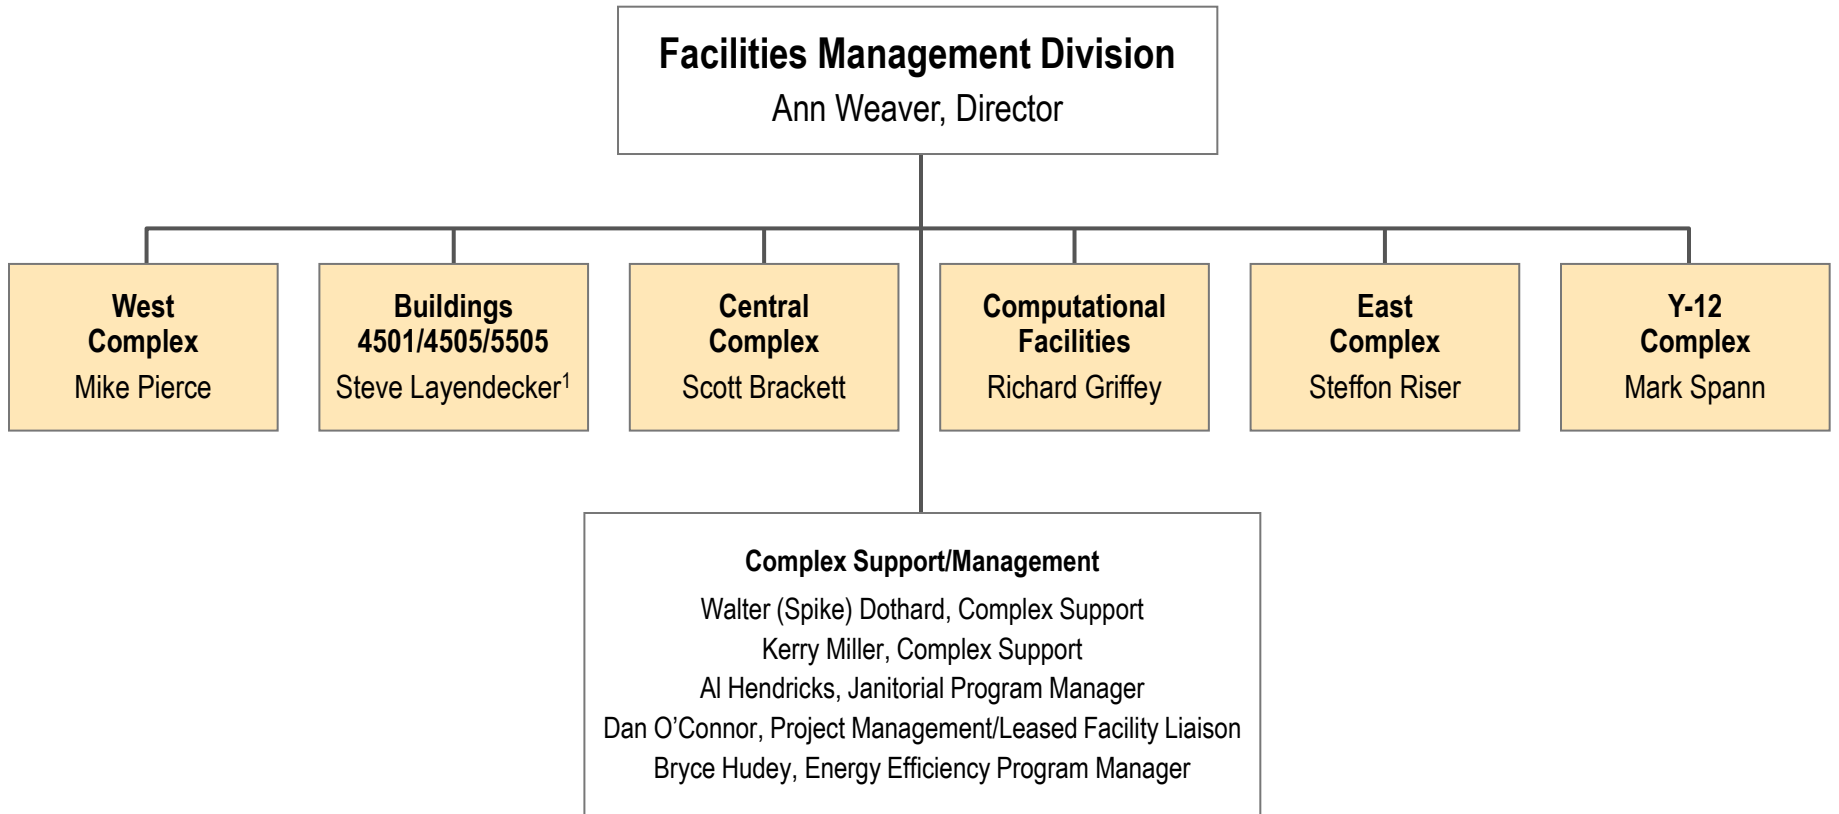 Facilities Management Division
Ann Weaver, Director
West
Complex
Mike Pierce
Buildings
4501/4505/5505
Steve Layendecker¹
Central
Complex
Scott Brackett
Computational
Facilities
Richard Griffey
East
Complex
Steffon Riser
Y-12
Complex
Mark Spann
Complex Support/Management
Walter (Spike) Dothard, Complex Support
Kerry Miller, Complex Support
Al Hendricks, Janitorial Program Manager
Dan O’Connor, Project Management/Leased Facility Liaison
Bryce Hudey, Energy Efficiency Program Manager